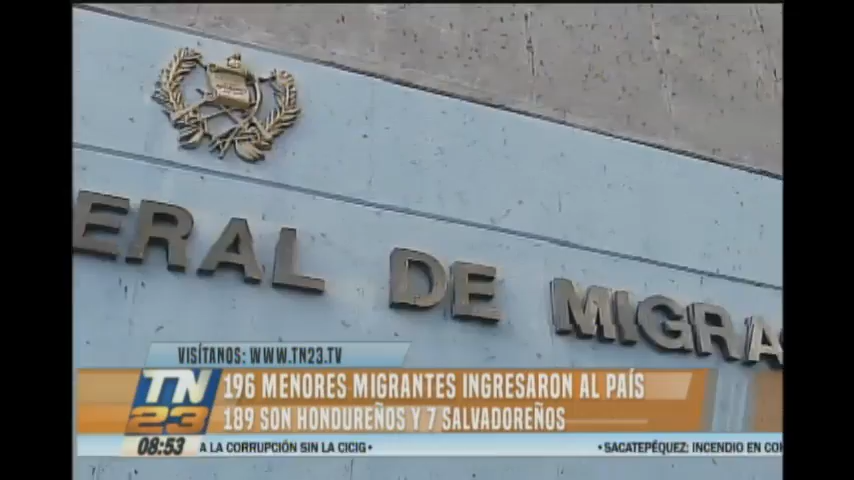 ERAL DE MIGRA
VISÍTANOS: WWW.TN23.TV
TN
23
196 MENORES MIGRANTES INGRESARON AL PAÍS
189 SON HONDUREÑOS Y 7 SALVADOREÑOS
08:53
A LA CORRUPCIÓN SIN LA CICIG• •SACATEPÉQUEZ: INCENDIO EN